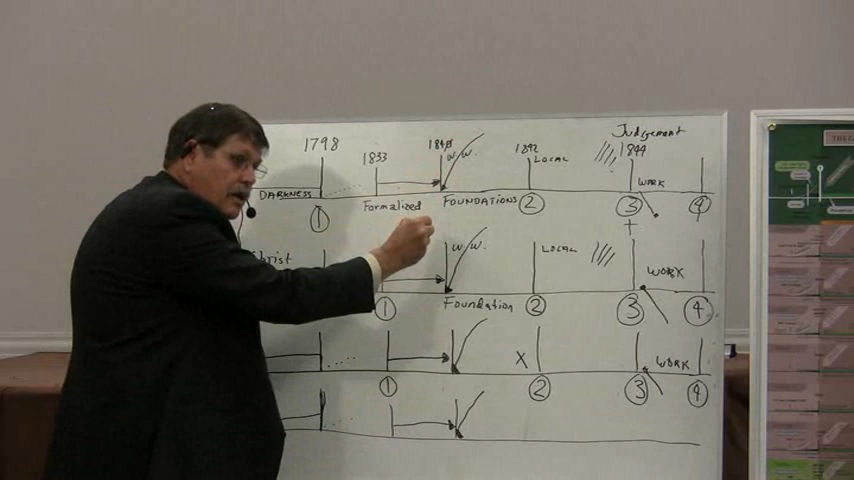 Judgement
1798 1833 1840 1842 1844
W.W. LOCAL
DARKNESS WORK
Formalized FOUNDATIONS
1 2 3 4
+
Christ W.W. LOCAL WORK
1 Foundation 2 3 4
X WORK
1 2 3 4